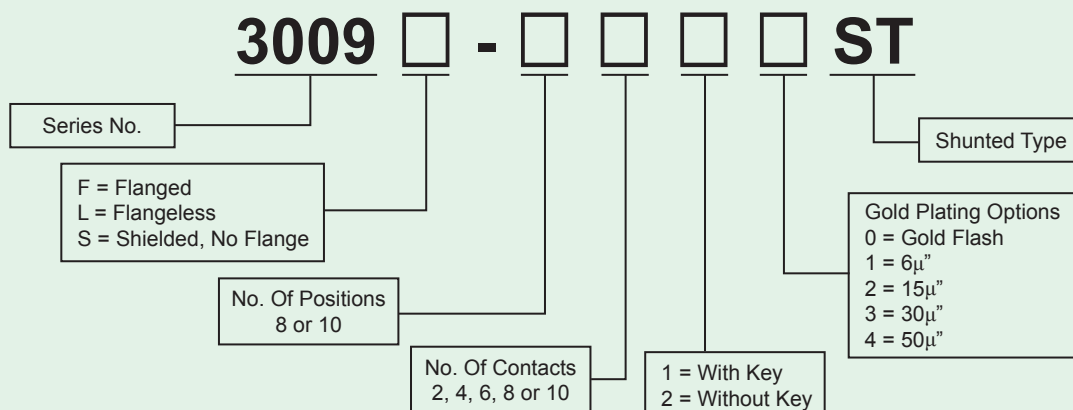 3009 □ - □ □ □ □ ST
Series No.
Shunted Type
F = Flanged
L = Flangeless
S = Shielded, No Flange
Gold Plating Options
0 = Gold Flash
1 = 6μ”
2 = 15μ”
3 = 30μ”
4 = 50μ”
No. Of Positions
8 or 10
No. Of Contacts
2, 4, 6, 8 or 10
1 = With Key
2 = Without Key